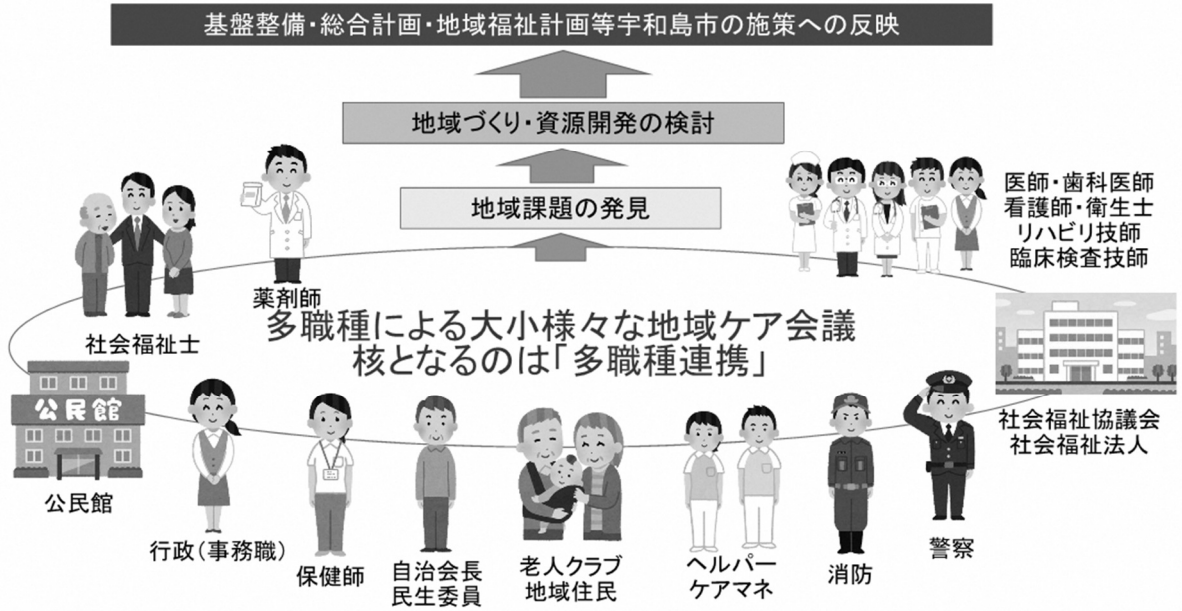 基盤整備・総合計画・地域福祉計画等宇和島市の施策への反映
地域づくり・資源開発の検討
地域課題の発見
医師・歯科医師
看護師・衛生士
リハビリ技師
臨床検査技師
薬剤師
社会福祉士
多職種による大小様々な地域ケア会議
核となるのは「多職種連携」
公民館
公民館
社会福祉協議会
社会福祉法人
行政(事務職)
保健師
自治会長
民生委員
老人クラブ
地域住民
ヘルパー
ケアマネ
消防
警察